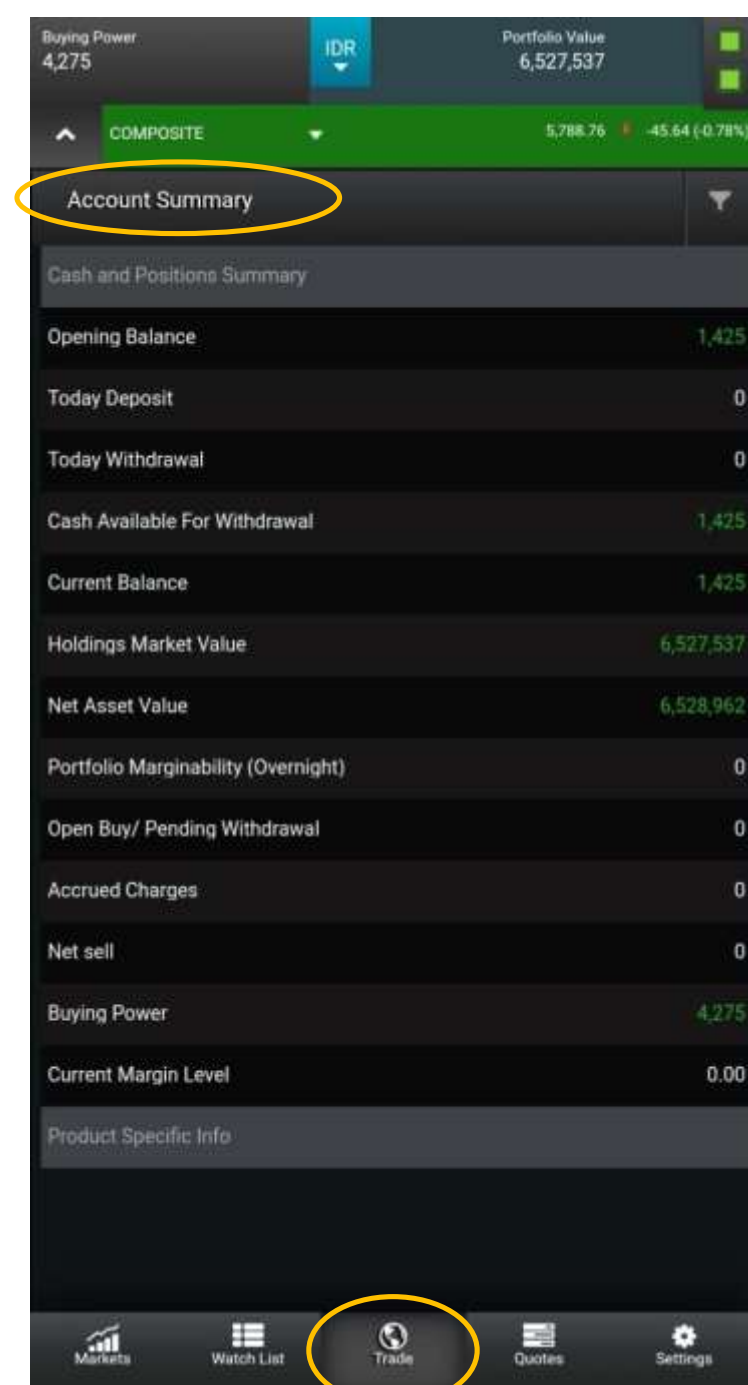 Buying Power
4,275
IDR
Portfolio Value
6,527,537
COMPOSITE 5,788.76 -45.64 (-0.78%)
Account Summary
Cash and Positions Summary
Opening Balance 1,425
Today Deposit 0
Today Withdrawal 0
Cash Available For Withdrawal 1,425
Current Balance 1,425
Holdings Market Value 6,527,537
Net Asset Value 6,528,962
Portfolio Marginability (Overnight) 0
Open Buy/ Pending Withdrawal 0
Accrued Charges 0
Net sell 0
Buying Power 4,275
Current Margin Level 0.00
Product Specific Info
Markets Watch List Trade Quotes Settings